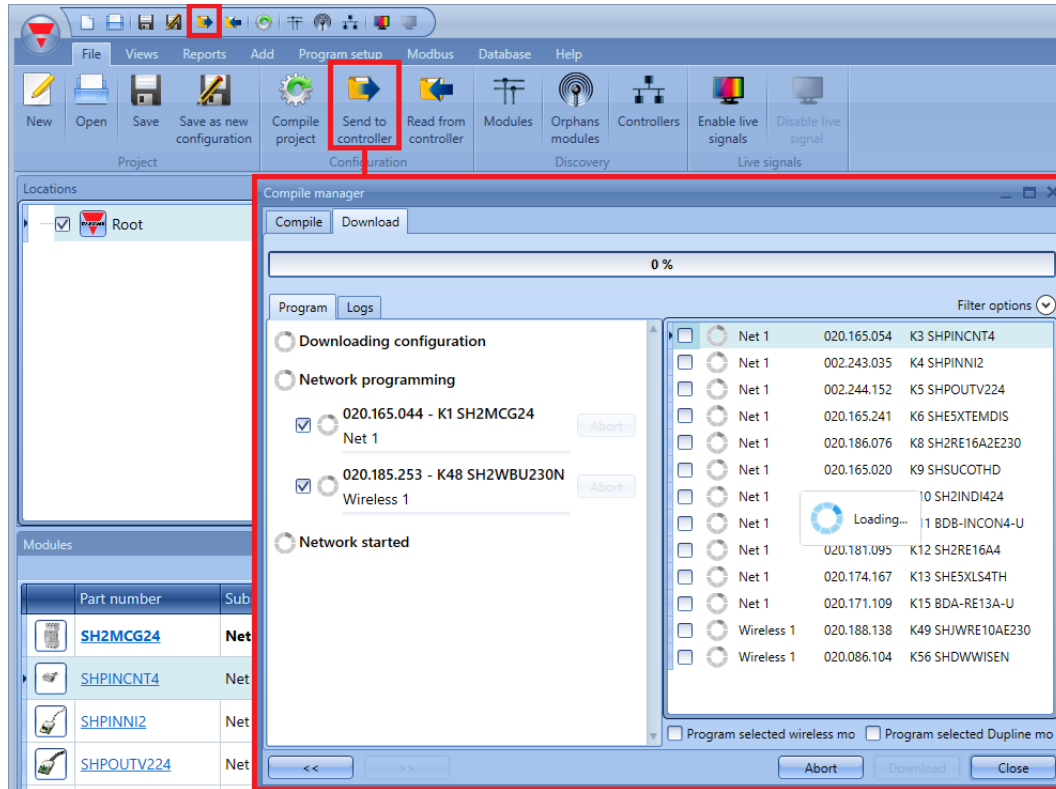 File Views Reports Add Program setup Modbus Database Help
New Open Save Save as new configuration Compile project Send to controller Read from controller Modules Orphans modules Controllers Enable live signals Disable live signal
Project Configuration Discovery Live signals
Locations
Root
Compile manager
Compile Download
0 %
Program Logs
Filter options
Downloading configuration
Network programming
020.165.044 - K1 SH2MCG24
Net 1
Abort
020.185.253 - K48 SH2WBU230N
Wireless 1
Abort
Network started
Net 1 020.165.054 K3 SHPINCNT4
Net 1 002.243.035 K4 SHPINNI2
Net 1 002.244.152 K5 SHPOUTV224
Net 1 020.165.241 K6 SHE5XTEMDIS
Net 1 020.186.076 K8 SH2RE16A2E230
Net 1 020.165.020 K9 SHSUCOTHD
Net 1 10 SH2INDI424
Loading...
Net 1 1 BDB-INCON4-U
Net 1 020.181.095 K12 SH2RE16A4
Net 1 020.174.167 K13 SHE5XLS4TH
Net 1 020.171.109 K15 BDA-RE13A-U
Wireless 1 020.188.138 K49 SHJWRE10AE230
Wireless 1 020.086.104 K56 SHDWWISEN
Program selected wireless mo Program selected Dupline mo
<< >> Abort Download Close
Modules
Part number Sub
SH2MCG24 Net
SHPINCNT4 Net
SHPINNI2 Net
SHPOUTV224 Net